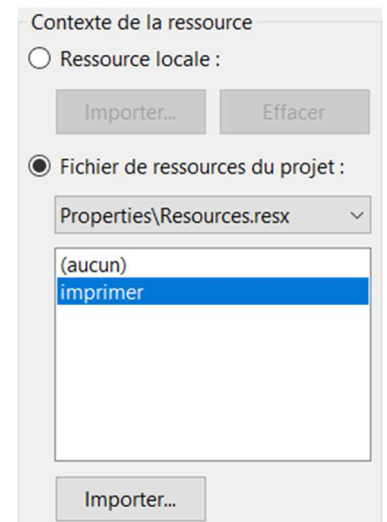 Contexte de la ressource
Ressource locale :
Importer... Effacer
Fichier de ressources du projet :
Properties\Resources.resx
(aucun)
imprimer
Importer...